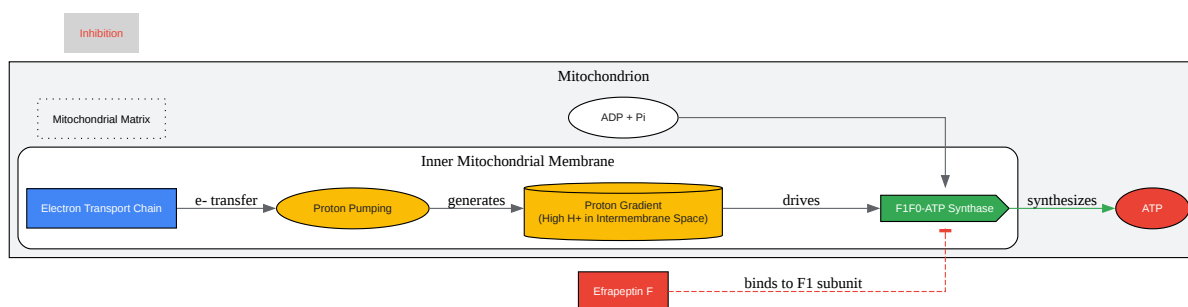 Inhibition
Mitochondrion
Mitochondrial Matrix
ADP + Pi
Inner Mitochondrial Membrane
Electron Transport Chain
e- transfer
Proton Pumping
generates
Proton Gradient
(High H+ in Intermembrane Space)
drives
F1F0-ATP Synthase
synthesizes
ATP
Efrapeptin F
binds to F1 subunit